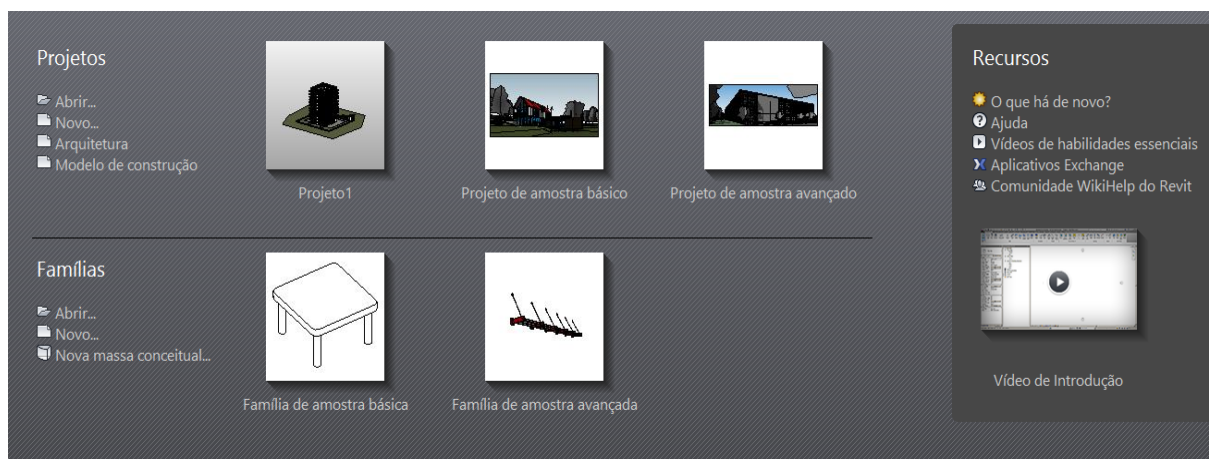 Projetos
Abrir...
Novo...
Arquitetura
Modelo de construção
Projeto1
Projeto de amostra básico
Projeto de amostra avançado
Famílias
Abrir...
Novo...
Nova massa conceitual...
Família de amostra básica
Família de amostra avançada
Recursos
O que há de novo?
Ajuda
Vídeos de habilidades essenciais
Aplicativos Exchange
Comunidade WikiHelp do Revit
Vídeo de Introdução